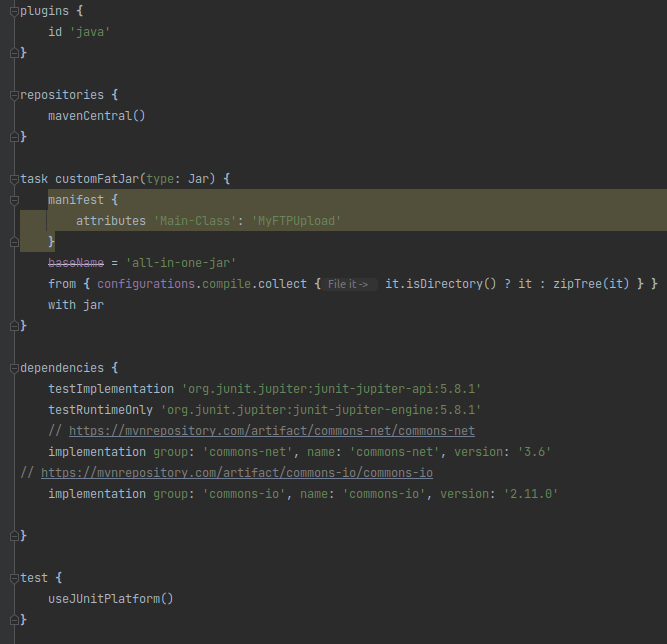 plugins {
    id 'java'
}

repositories {
    mavenCentral()
}

task customFatJar(type: Jar) {
    manifest {
        attributes 'Main-Class': 'MyFTPUpload'
    }
    baseName = 'all-in-one-jar'
    from { configurations.compile.collect { File it -> it.isDirectory() ? it : zipTree(it) } }
    with jar
}

dependencies {
    testImplementation 'org.junit.jupiter:junit-jupiter-api:5.8.1'
    testRuntimeOnly 'org.junit.jupiter:junit-jupiter-engine:5.8.1'
    // https://mvnrepository.com/artifact/commons-net/commons-net
    implementation group: 'commons-net', name: 'commons-net', version: '3.6'
// https://mvnrepository.com/artifact/commons-io/commons-io
    implementation group: 'commons-io', name: 'commons-io', version: '2.11.0'

}

test {
    useJUnitPlatform()
}